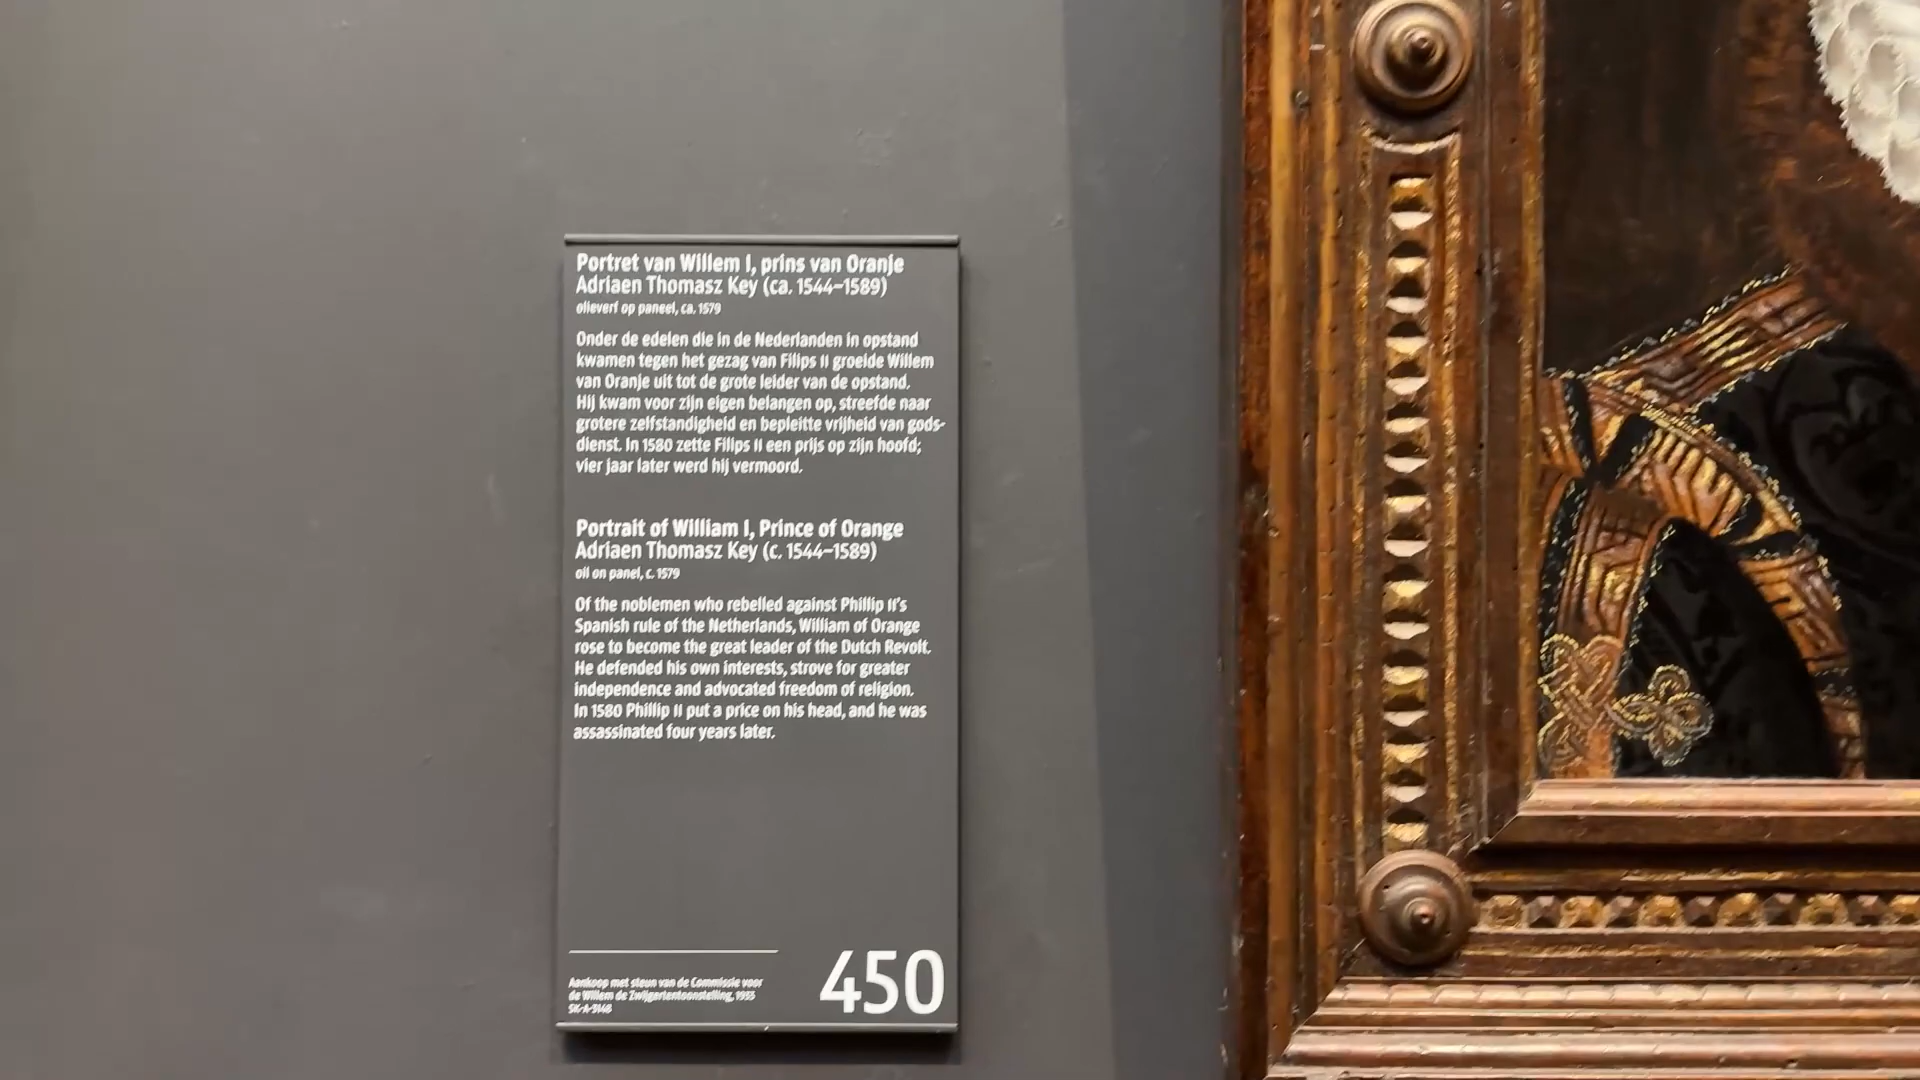 Portret van Willem I, prins van Oranje
Adriaen Thomasz Key (ca. 1544–1589)
olieverf op paneel, ca. 1579
Onder de edelen die in de Nederlanden in opstand
kwamen tegen het gezag van Filips II groeide Willem
van Oranje uit tot de grote leider van de opstand.
Hij kwam voor zijn eigen belangen op, streefde naar
grotere zelfstandigheid en bepleitte vrijheid van gods-
dienst. In 1580 zette Filips II een prijs op zijn hoofd;
vier jaar later werd hij vermoord.
Portrait of William I, Prince of Orange
Adriaen Thomasz Key (c. 1544–1589)
oil on panel, c. 1579
Of the noblemen who rebelled against Phillip II's
Spanish rule of the Netherlands, William of Orange
rose to become the great leader of the Dutch Revolt.
He defended his own interests, strove for greater
independence and advocated freedom of religion.
In 1580 Phillip II put a price on his head, and he was
assassinated four years later.
Aankoop met steun van de Commissie voor
de Willem de Zwijgertentoonstelling, 1933
SK-A-3148
450